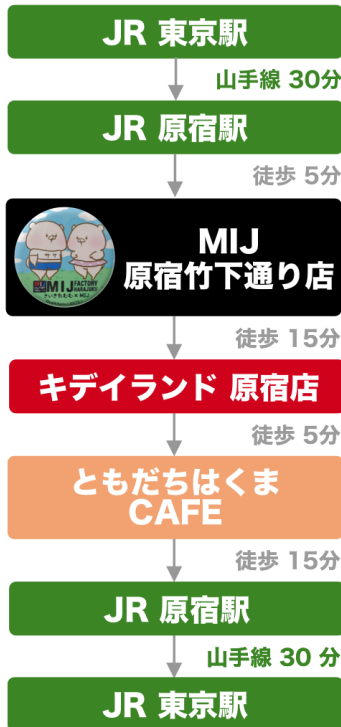 JR 東京駅
山手線 30分
JR 原宿駅
徒歩 5分
MIJ
原宿竹下通り店
MIJ FACTORY
HARAJUKU
徒歩 15分
キデイランド 原宿店
徒歩 5分
ともだちはくま
CAFE
徒歩 15分
JR 原宿駅
山手線 30 分
JR 東京駅